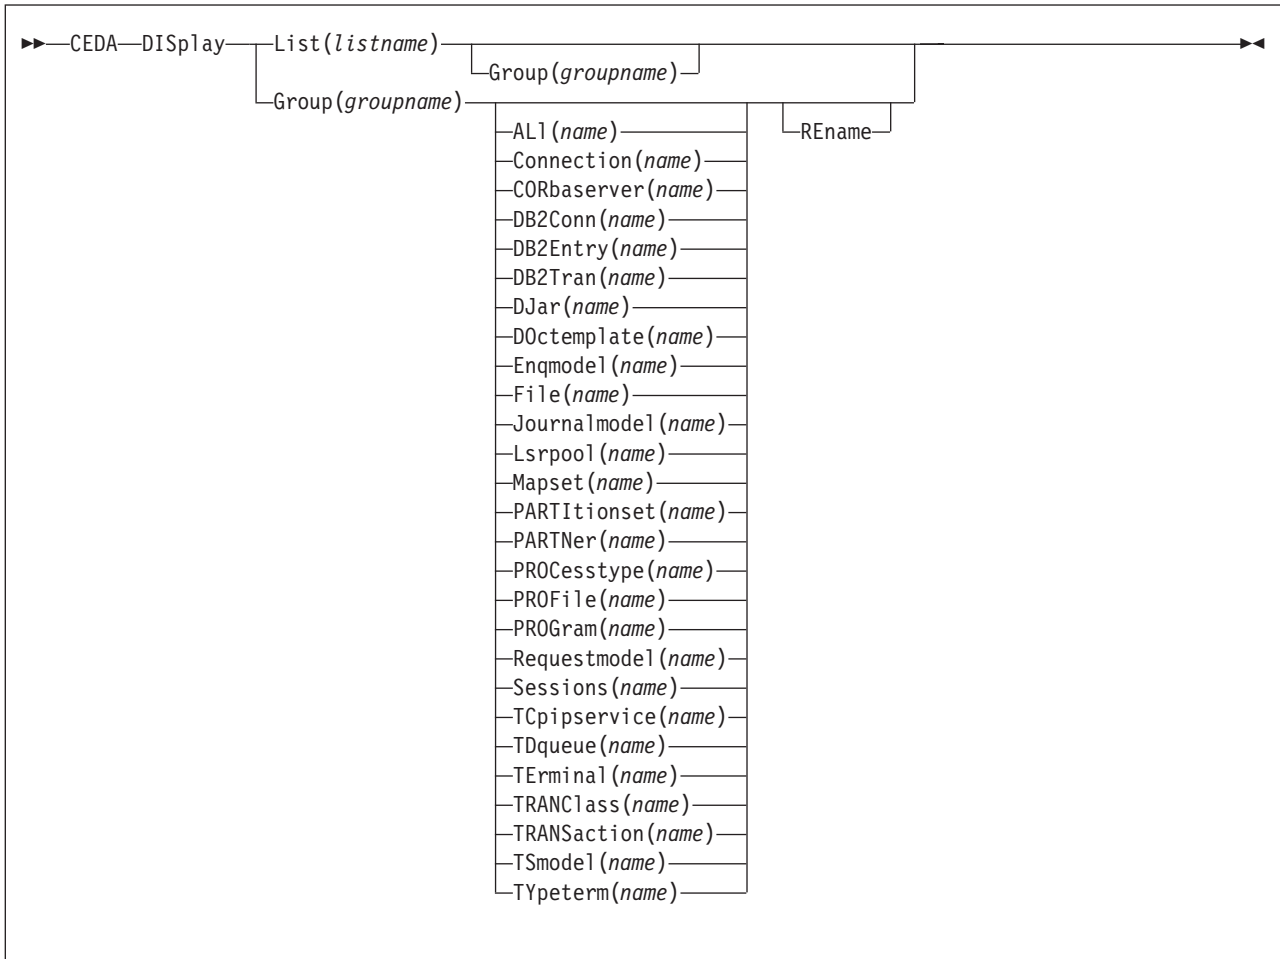 CEDA DISplay List(listname)
Group(groupname)
Group(groupname)
ALl(name) REname
Connection(name)
CORbaserver(name)
DB2Conn(name)
DB2Entry(name)
DB2Tran(name)
DJar(name)
DOctemplate(name)
Enqmodel(name)
File(name)
Journalmodel(name)
Lsrpool(name)
Mapset(name)
PARTItionset(name)
PARTNer(name)
PROCesstype(name)
PROFile(name)
PROGram(name)
Requestmodel(name)
Sessions(name)
TCpipservice(name)
TDqueue(name)
TErminal(name)
TRANClass(name)
TRANSaction(name)
TSmodel(name)
TYpeterm(name)